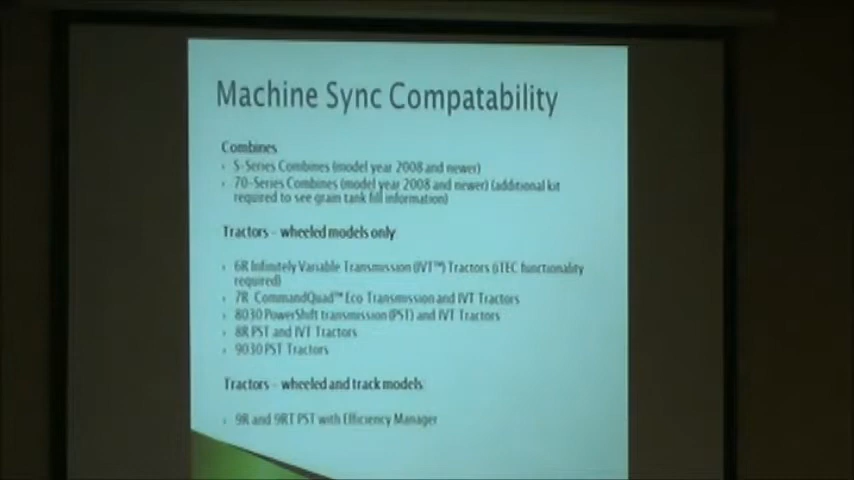 Machine Sync Compatability
Combines
S-Series Combines (model year 2008 and newer)
70-Series Combines (model year 2008 and newer) (additional kit
required to see grain tank fill information)
Tractors - wheeled models only
6R Infinitely Variable Transmission (IVT™) Tractors (iTEC functionality
required)
7R CommandQuad™ Eco Transmission and IVT Tractors
8030 PowerShift transmission (PST) and IVT Tractors
8R PST and IVT Tractors
9030 PST Tractors
Tractors - wheeled and track models
9R and 9RT PST with Efficiency Manager